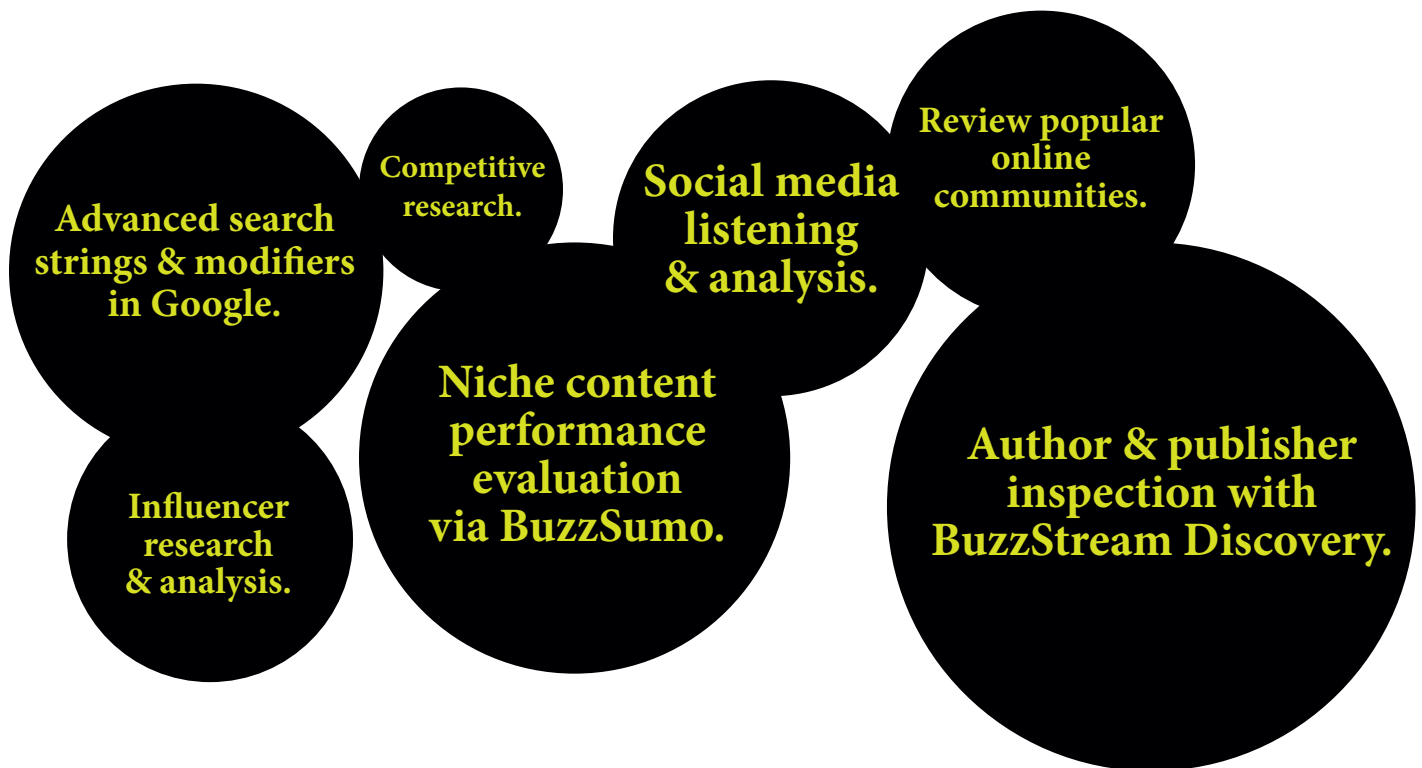 Advanced search
strings & modifiers
in Google.
Competitive
research.
Social media
listening
& analysis.
Review popular
online
communities.
Influencer
research
& analysis.
Niche content
performance
evaluation
via BuzzSumo.
Author & publisher
inspection with
BuzzStream Discovery.